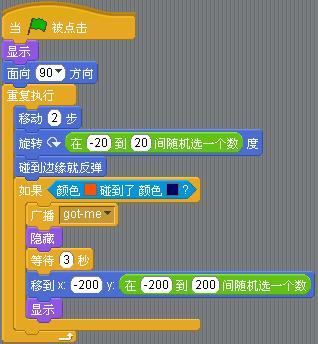 当 被点击
显示
面向 90 方向
重复执行
移动 2 步
旋转 在 -20 到 20 间随机选一个数 度
碰到边缘就反弹
如果 颜色 碰到了 颜色 ?
广播 got-me
隐藏
等待 3 秒
移到 x: -200 y: 在 -200 到 200 间随机选一个数
显示